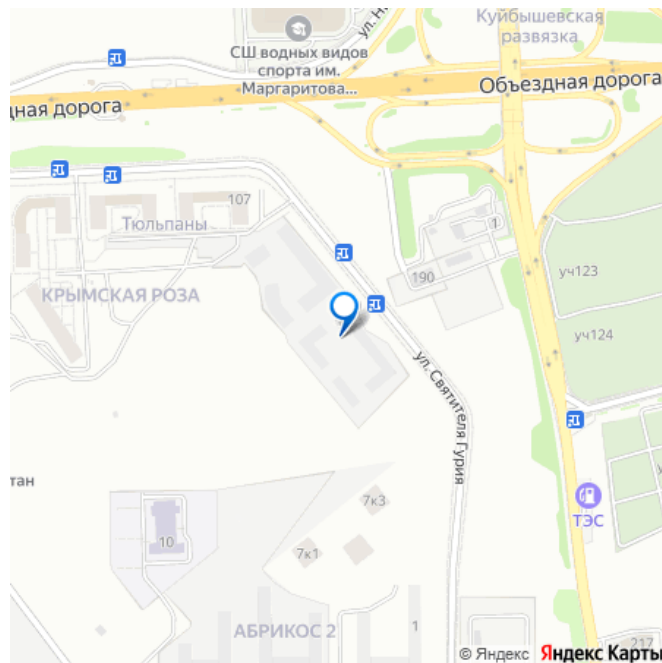 Куйбышевская
развязка
ул. Н
СШ водных видов
спорта им.
Маргаритова...
Объездная дорога
дная дорога
107
Тюльпаны
1
190
уч123
КРЫМСКАЯ РОЗА
уч124
ул. Святителя Гурия
тан
7к3
ТЭС
10
7к1
АБРИКОС 2
1
217
© Яндекс Яндекс Карты